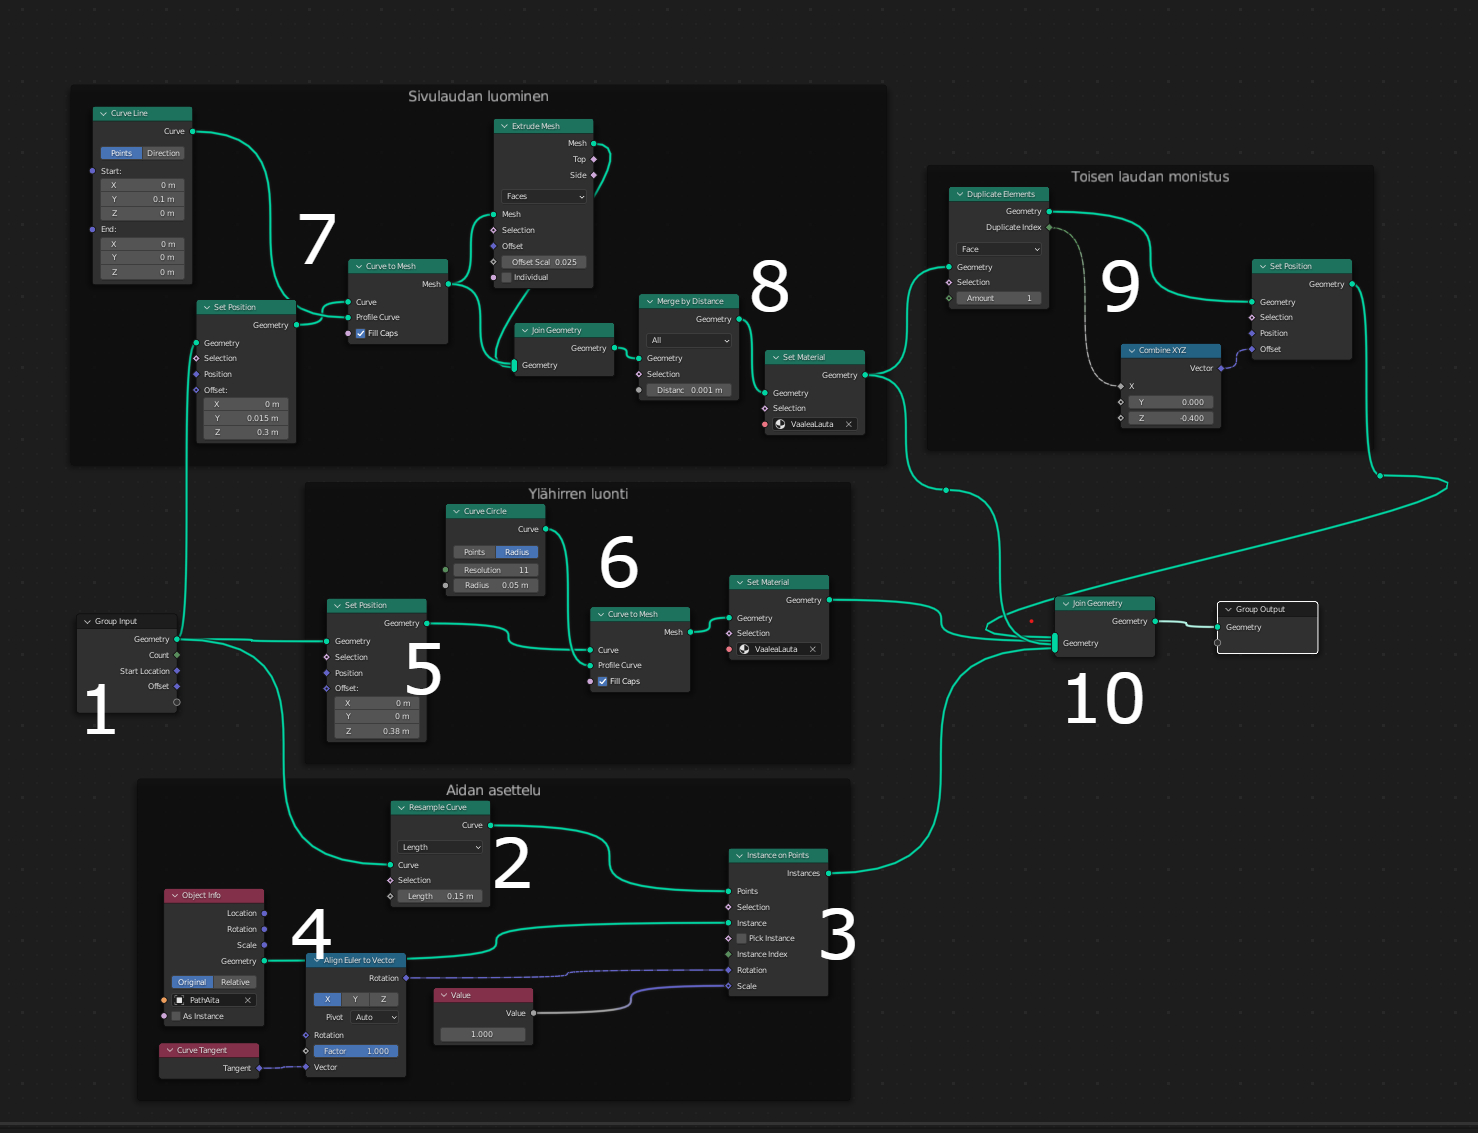 Sivulaudan luominen
Curve Line
Curve
Points Direction
Start:
X 0 m
Y 0.1 m
Z 0 m
End:
X 0 m
Y 0 m
Z 0 m
7
Set Position
Geometry
Geometry
Selection
Position
Offset:
X 0 m
Y 0.015 m
Z 0.3 m
Curve to Mesh
Mesh
Curve
Profile Curve
Fill Caps
Extrude Mesh
Mesh
Top
Side
Faces
Mesh
Selection
Offset
Offset Scal 0.025
Individual
Join Geometry
Geometry
Geometry
Merge by Distance
Geometry
All
Geometry
Selection
Distanc 0.001 m
8
Set Material
Geometry
Geometry
Selection
VaaleaLauta
Toisen laudan monistus
Duplicate Elements
Geometry
Duplicate Index
Face
Geometry
Selection
Amount 1
9
Combine XYZ
Vector
X
Y 0.000
Z -0.400
Set Position
Geometry
Geometry
Selection
Position
Offset
Group Input
Geometry
Count
Start Location
Offset
1
Ylähirren luonti
Curve Circle
Curve
Points Radius
Resolution 11
Radius 0.05 m
6
Set Position
Geometry
Geometry
Selection
Position
Offset:
X 0 m
Y 0 m
Z 0.38 m
5
Curve to Mesh
Mesh
Curve
Profile Curve
Fill Caps
Set Material
Geometry
Geometry
Selection
VaaleaLauta
Join Geometry
Geometry
Geometry
10
Group Output
Geometry
Aidan asettelu
Resample Curve
Curve
Length
Curve
Selection
Length 0.15 m
2
Object Info
Location
Rotation
Scale
Geometry
Original Relative
PathAita
As Instance
Curve Tangent
Tangent
4
Align Euler to Vector
Rotation
X Y Z
Pivot Auto
Rotation
Factor 1.000
Vector
Value
Value
1.000
Instance on Points
Instances
Points
Selection
Instance
Pick Instance
Instance Index
Rotation
Scale
3